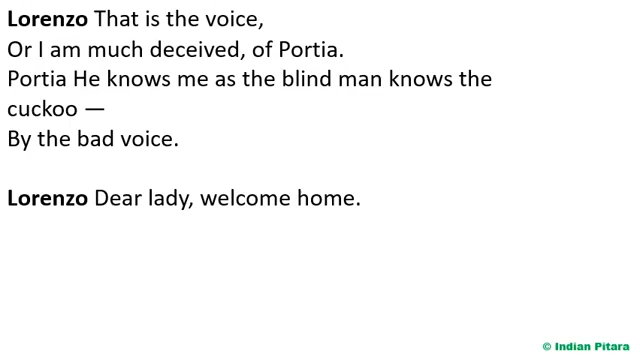 Lorenzo That is the voice,
Or I am much deceived, of Portia.
Portia He knows me as the blind man knows the
cuckoo —
By the bad voice.
Lorenzo Dear lady, welcome home.
© Indian Pitara